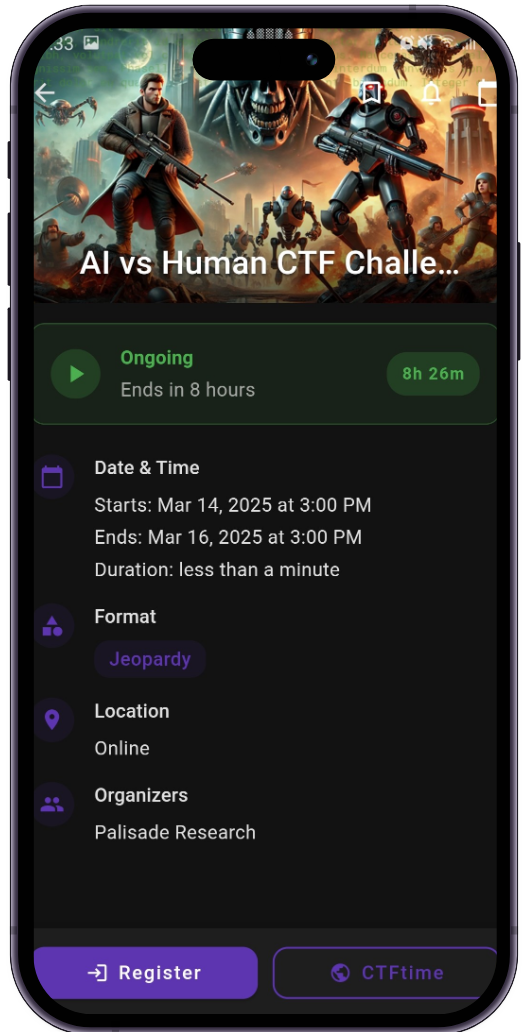 :33
AI vs Human CTF Challe...
Ongoing
Ends in 8 hours
8h 26m
Date & Time
Starts: Mar 14, 2025 at 3:00 PM
Ends: Mar 16, 2025 at 3:00 PM
Duration: less than a minute
Format
Jeopardy
Location
Online
Organizers
Palisade Research
Register
CTFtime